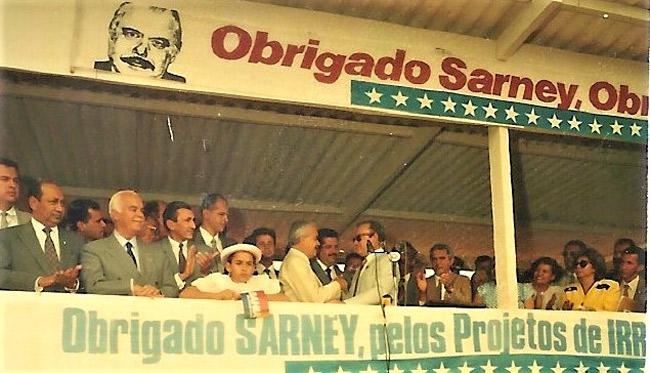 Obrigado Sarney, Obr
Obrigado SARNEY, pelos Projetos de IRR